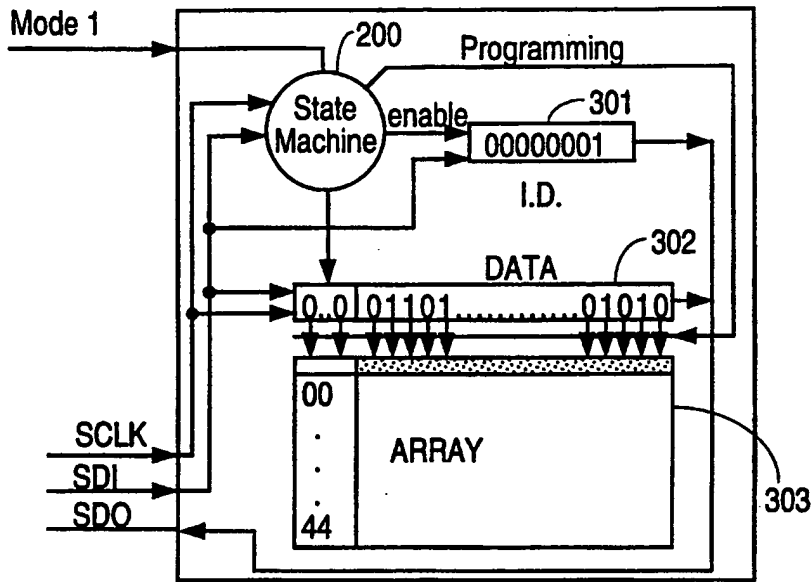 Mode 1
200
Programming
State
Machine
enable
301
00000001
I.D.
302
DATA
0..0 01101..............01010
00
.
.
.
44
ARRAY
SCLK
SDI
SDO
303